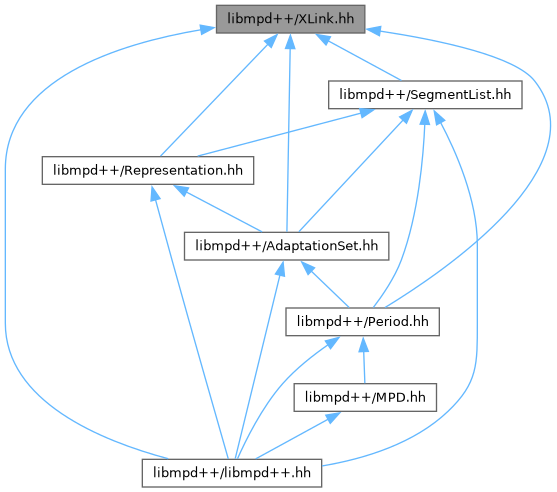 libmpd++/XLink.hh
libmpd++/SegmentList.hh
libmpd++/Representation.hh
libmpd++/AdaptationSet.hh
libmpd++/Period.hh
libmpd++/MPD.hh
libmpd++/libmpd++.hh